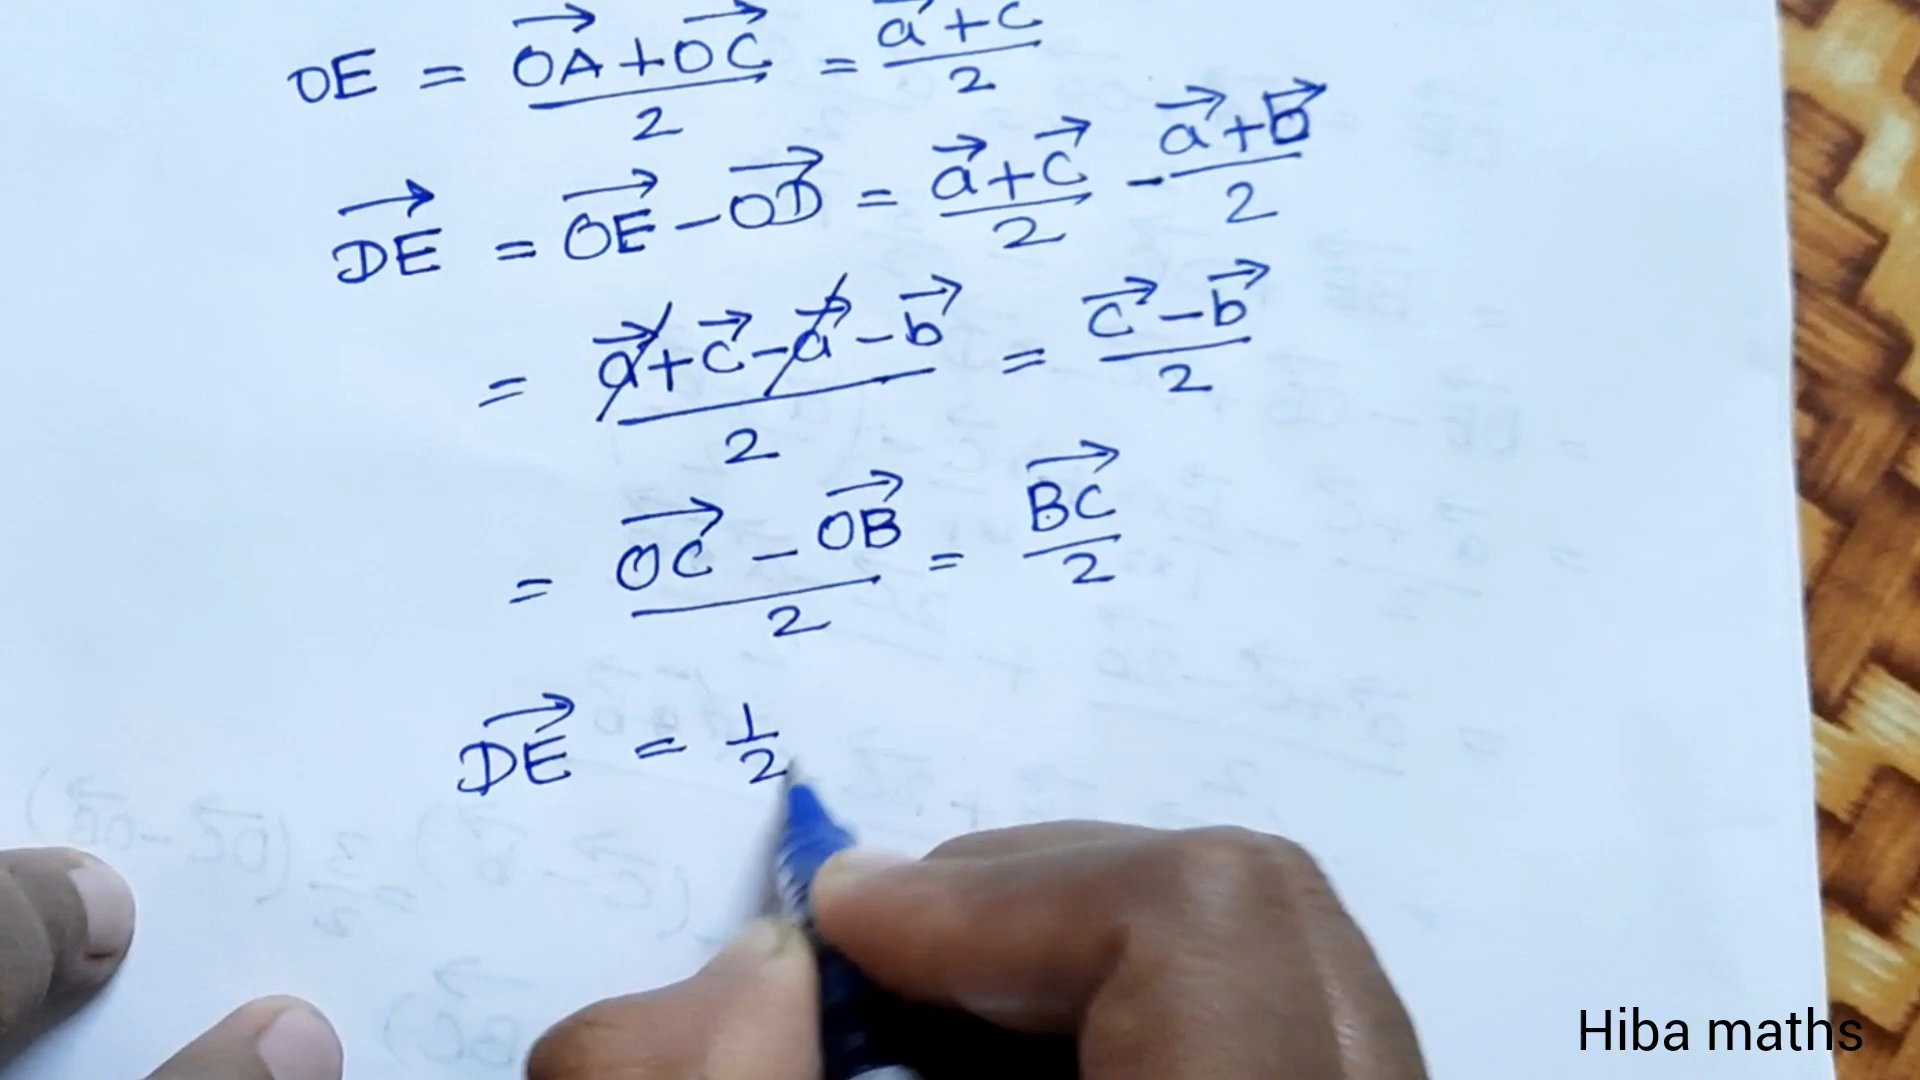 OE = (→OA + →OC)/2 = (→a + c)/2
→DE = →OE − →OD = (→a + →c)/2 − (→a + →b)/2
= (→a + →c − →a − →b)/2 = (→c − →b)/2
= (→OC − →OB)/2 = →BC/2
→DE = 1/2
Hiba maths